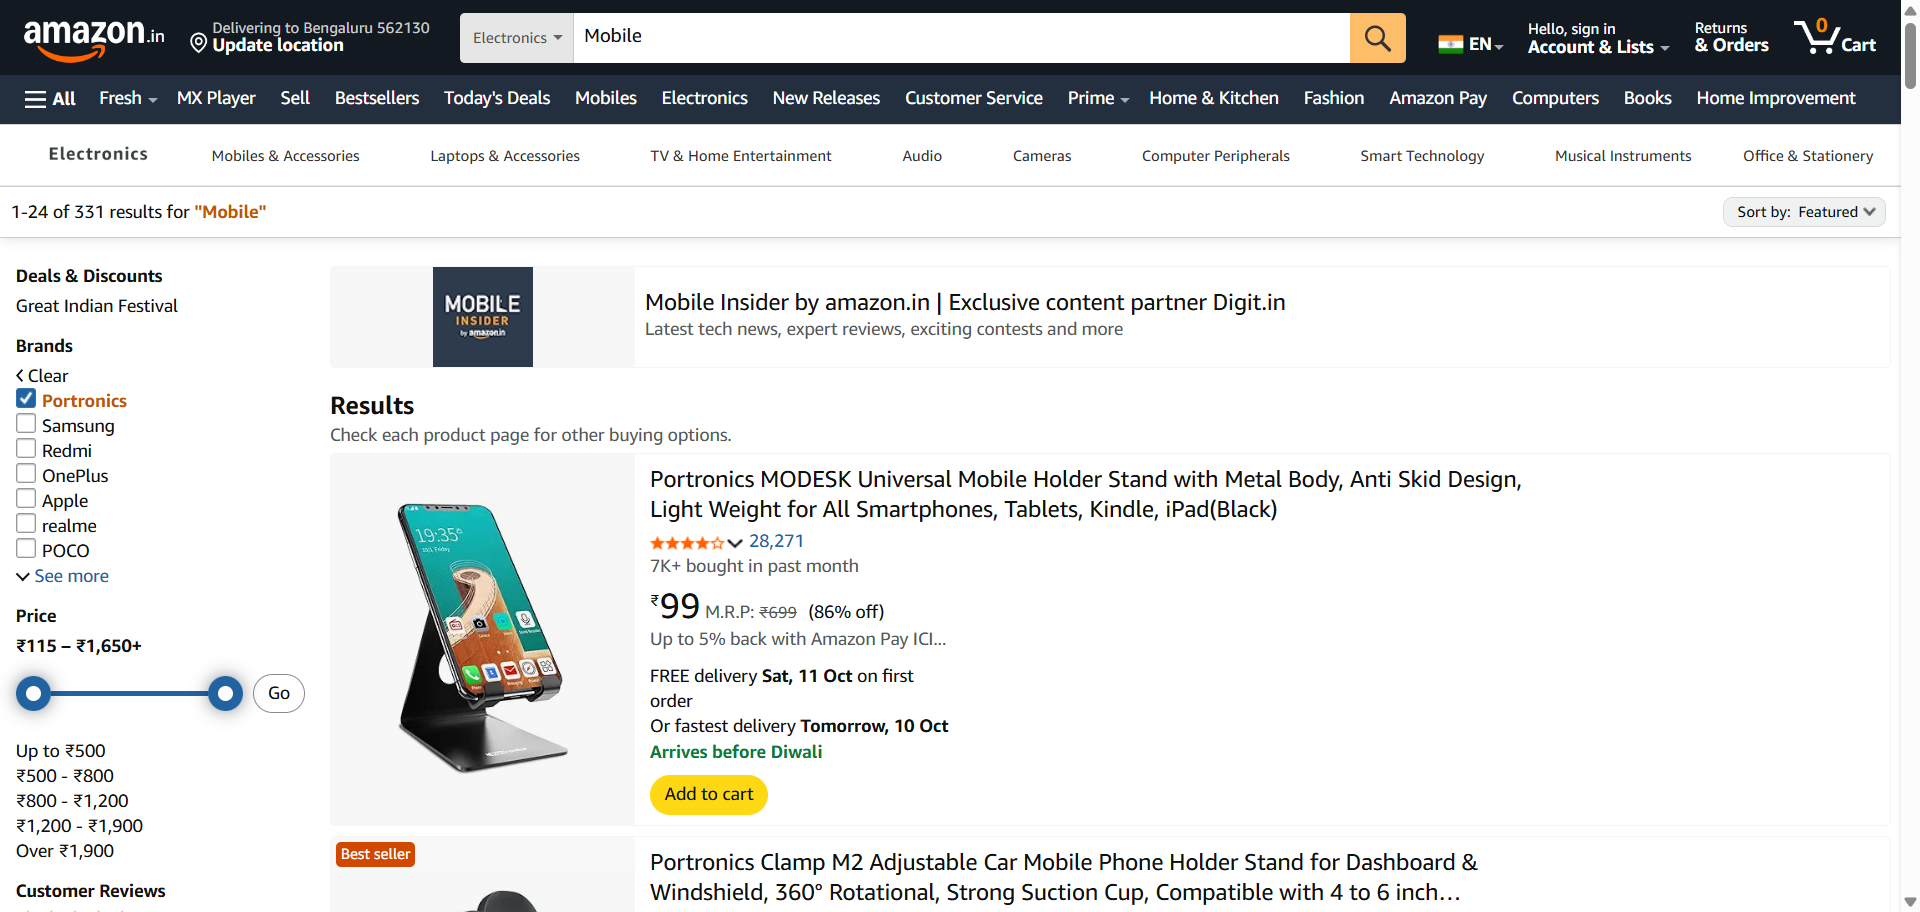 amazon.in
Delivering to Bengaluru 562130
Update location
Electronics
Mobile
EN
Hello, sign in
Account & Lists
Returns
& Orders
0
Cart
All
Fresh
MX Player
Sell
Bestsellers
Today's Deals
Mobiles
Electronics
New Releases
Customer Service
Prime
Home & Kitchen
Fashion
Amazon Pay
Computers
Books
Home Improvement
Electronics
Mobiles & Accessories
Laptops & Accessories
TV & Home Entertainment
Audio
Cameras
Computer Peripherals
Smart Technology
Musical Instruments
Office & Stationery
1-24 of 331 results for "Mobile"
Sort by: Featured
Deals & Discounts
Great Indian Festival
Brands
Clear
Portronics
Samsung
Redmi
OnePlus
Apple
realme
POCO
See more
Price
₹115 – ₹1,650+
Go
Up to ₹500
₹500 - ₹800
₹800 - ₹1,200
₹1,200 - ₹1,900
Over ₹1,900
Customer Reviews
MOBILE
INSIDER
by amazon.in
Mobile Insider by amazon.in | Exclusive content partner Digit.in
Latest tech news, expert reviews, exciting contests and more
Results
Check each product page for other buying options.
19:35
Portronics MODESK Universal Mobile Holder Stand with Metal Body, Anti Skid Design,
Light Weight for All Smartphones, Tablets, Kindle, iPad(Black)
28,271
7K+ bought in past month
₹99 M.R.P: ₹699 (86% off)
Up to 5% back with Amazon Pay ICI...
FREE delivery Sat, 11 Oct on first
order
Or fastest delivery Tomorrow, 10 Oct
Arrives before Diwali
Add to cart
Best seller
Portronics Clamp M2 Adjustable Car Mobile Phone Holder Stand for Dashboard &
Windshield, 360° Rotational, Strong Suction Cup, Compatible with 4 to 6 inch…